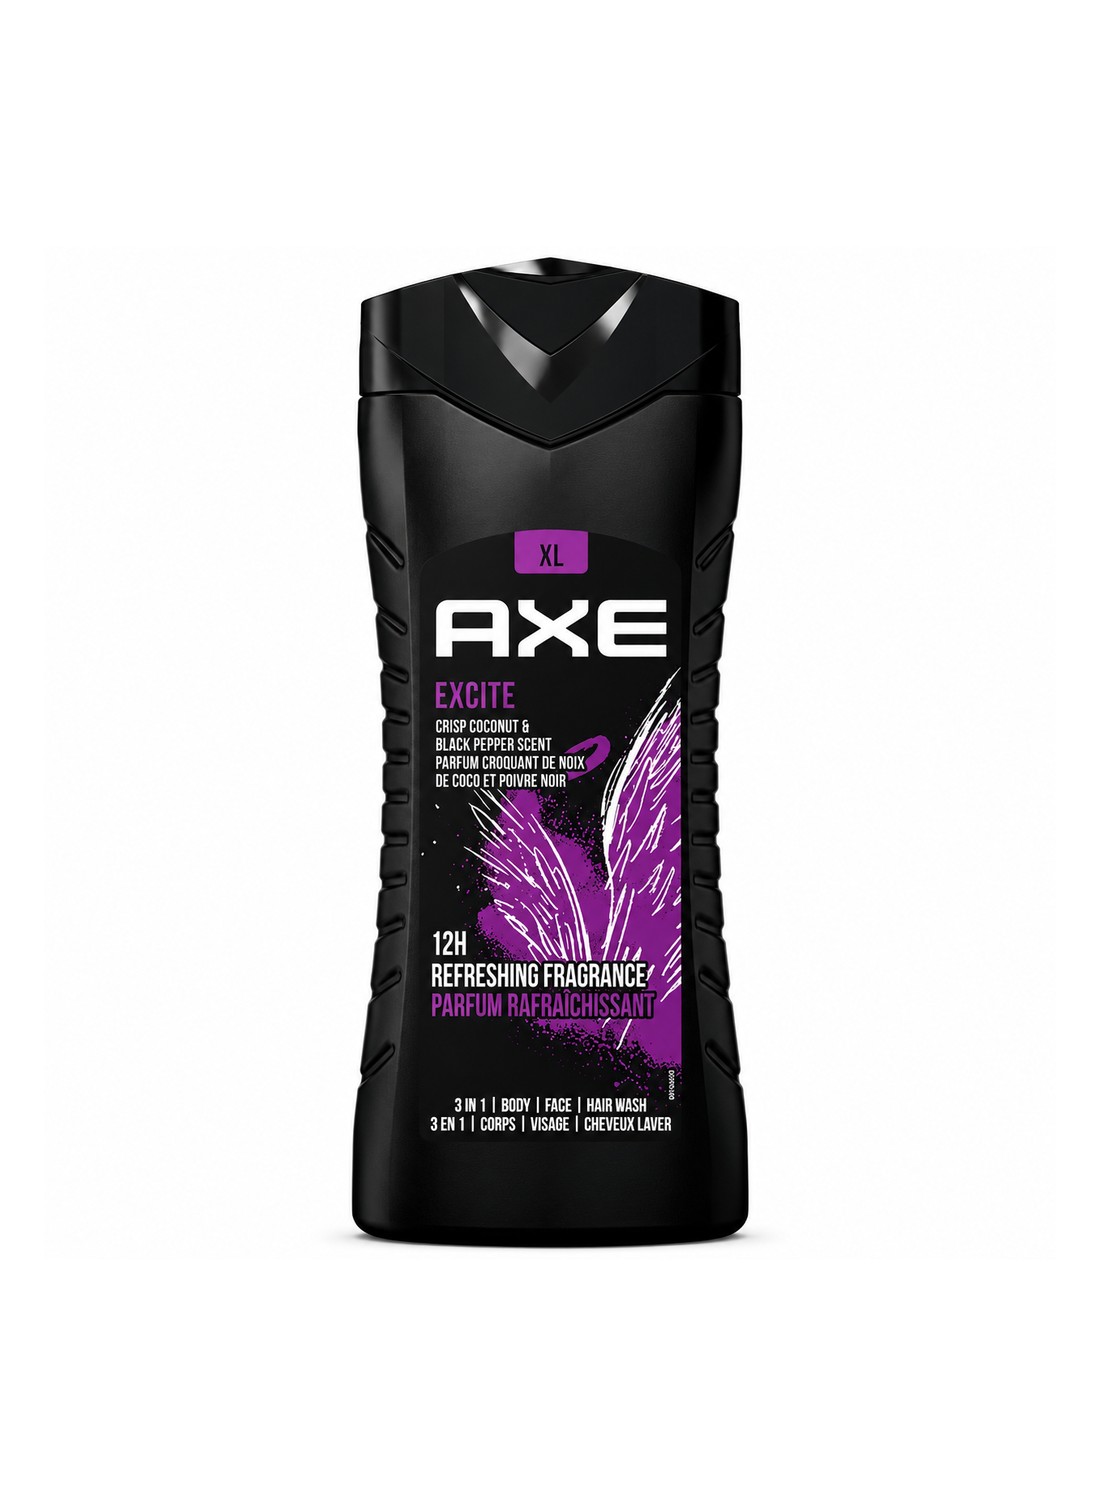 XL
AXE
EXCITE
CRISP COCONUT &
BLACK PEPPER SCENT
PARFUM CROQUANT DE NOIX
DE COCO ET POIVRE NOIR
12H
REFRESHING FRAGRANCE
PARFUM RAFRAÎCHISSANT
3 IN 1 | BODY | FACE | HAIR WASH
3 EN 1 | CORPS | VISAGE | CHEVEUX LAVER